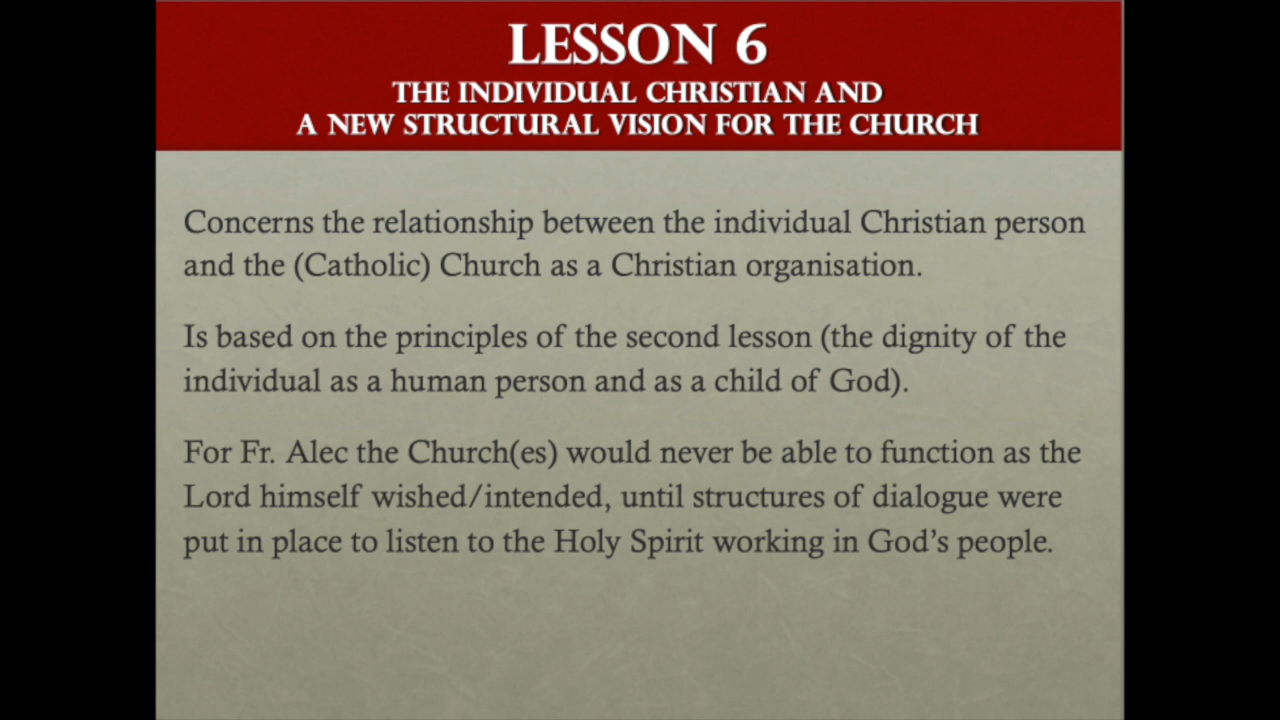 LESSON 6
THE INDIVIDUAL CHRISTIAN AND
A NEW STRUCTURAL VISION FOR THE CHURCH
Concerns the relationship between the individual Christian person
and the (Catholic) Church as a Christian organisation.
Is based on the principles of the second lesson (the dignity of the
individual as a human person and as a child of God).
For Fr. Alec the Church(es) would never be able to function as the
Lord himself wished/intended, until structures of dialogue were
put in place to listen to the Holy Spirit working in God’s people.